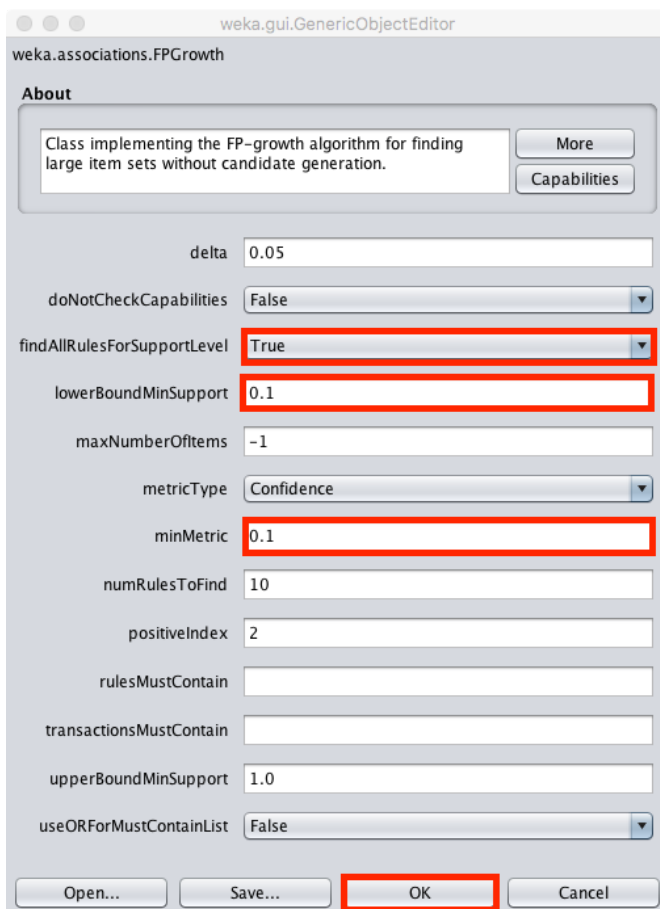 weka.gui.GenericObjectEditor
weka.associations.FPGrowth
About
Class implementing the FP-growth algorithm for finding
large item sets without candidate generation.
More
Capabilities
delta 0.05
doNotCheckCapabilities False
findAllRulesForSupportLevel True
lowerBoundMinSupport 0.1
maxNumberOfItems -1
metricType Confidence
minMetric 0.1
numRulesToFind 10
positiveIndex 2
rulesMustContain
transactionsMustContain
upperBoundMinSupport 1.0
useORForMustContainList False
Open... Save... OK Cancel